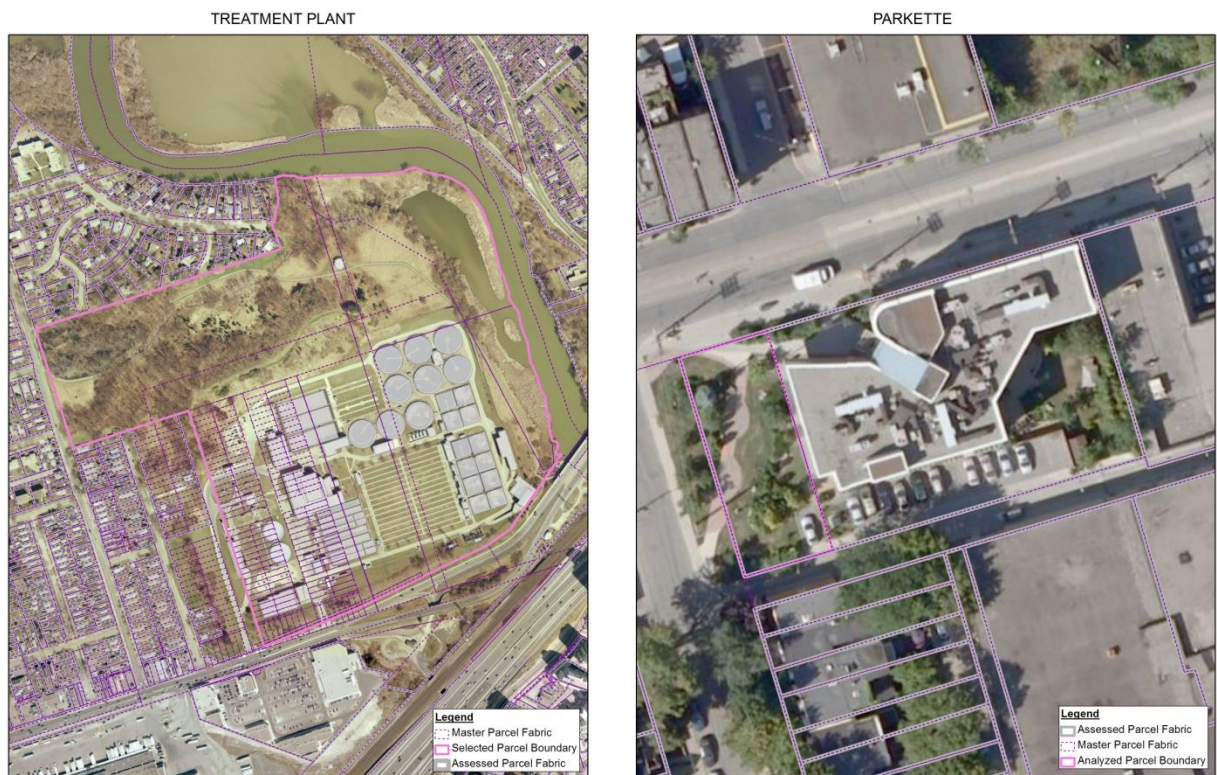 TREATMENT PLANT
PARKETTE
Legend
Master Parcel Fabric
Selected Parcel Boundary
Assessed Parcel Fabric
Legend
Assessed Parcel Fabric
Master Parcel Fabric
Analyzed Parcel Boundary